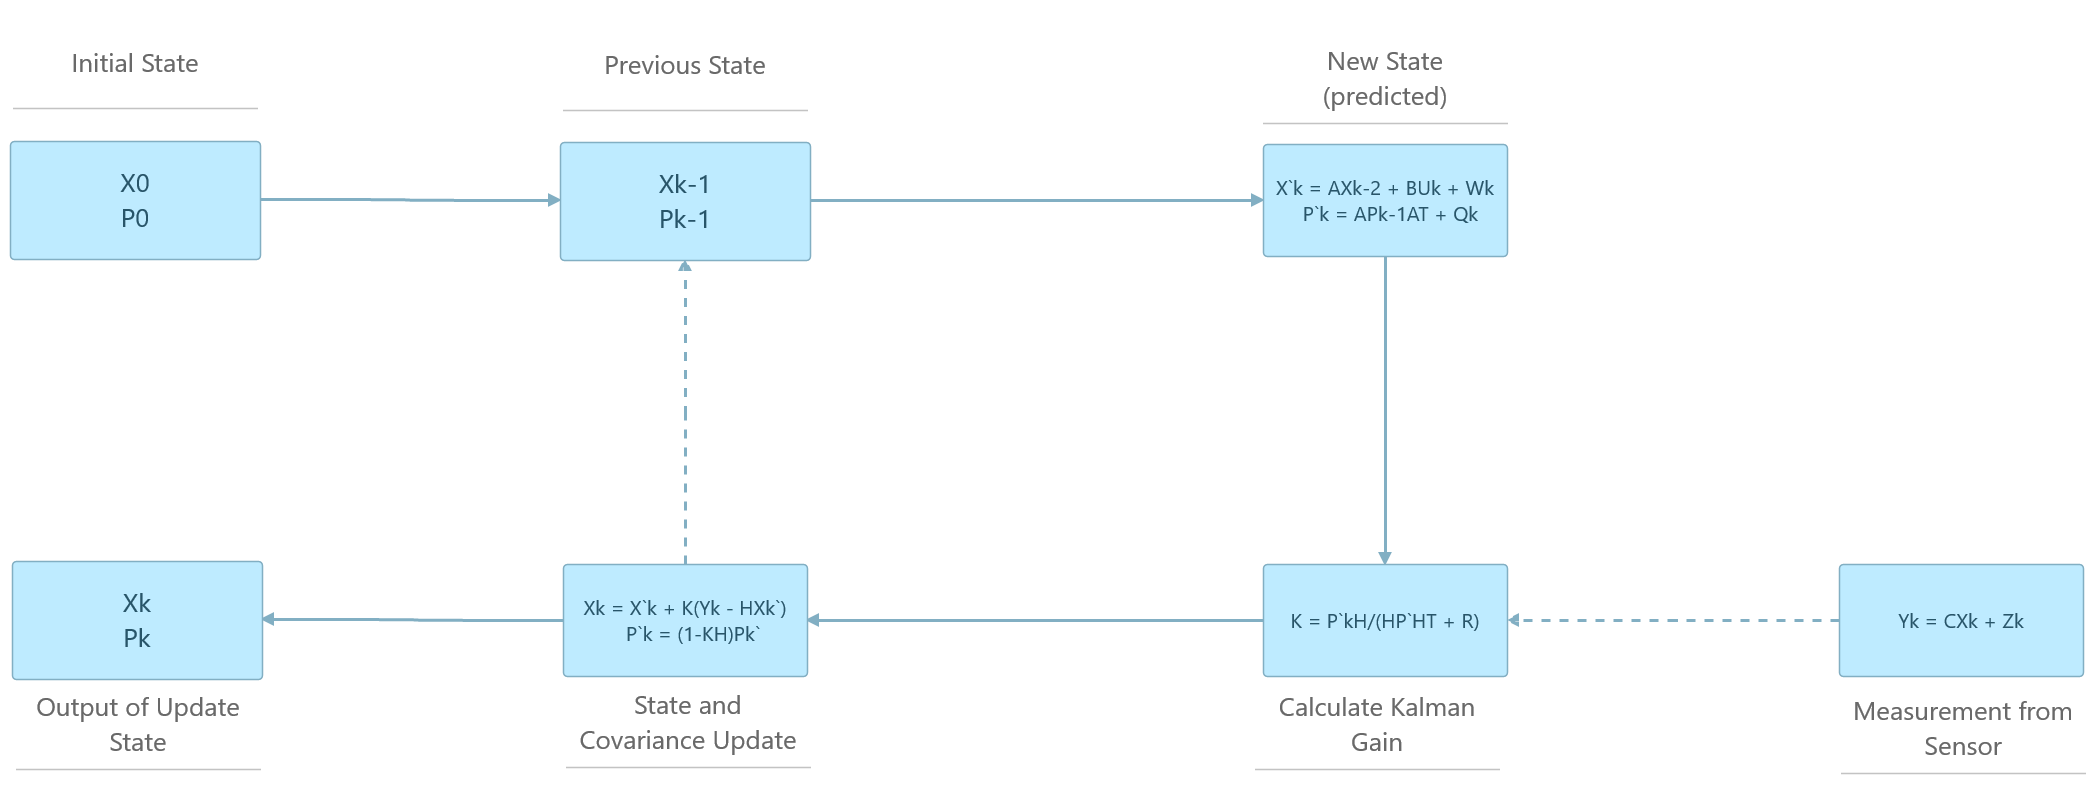 Initial State
Previous State
New State
(predicted)
X0
P0
Xk-1
Pk-1
X`k = AXk-2 + BUk + Wk
P`k = APk-1AT + Qk
Xk
Pk
Xk = X`k + K(Yk - HXk`)
P`k = (1-KH)Pk`
K = P`kH/(HP`HT + R)
Yk = CXk + Zk
Output of Update
State
State and
Covariance Update
Calculate Kalman
Gain
Measurement from
Sensor